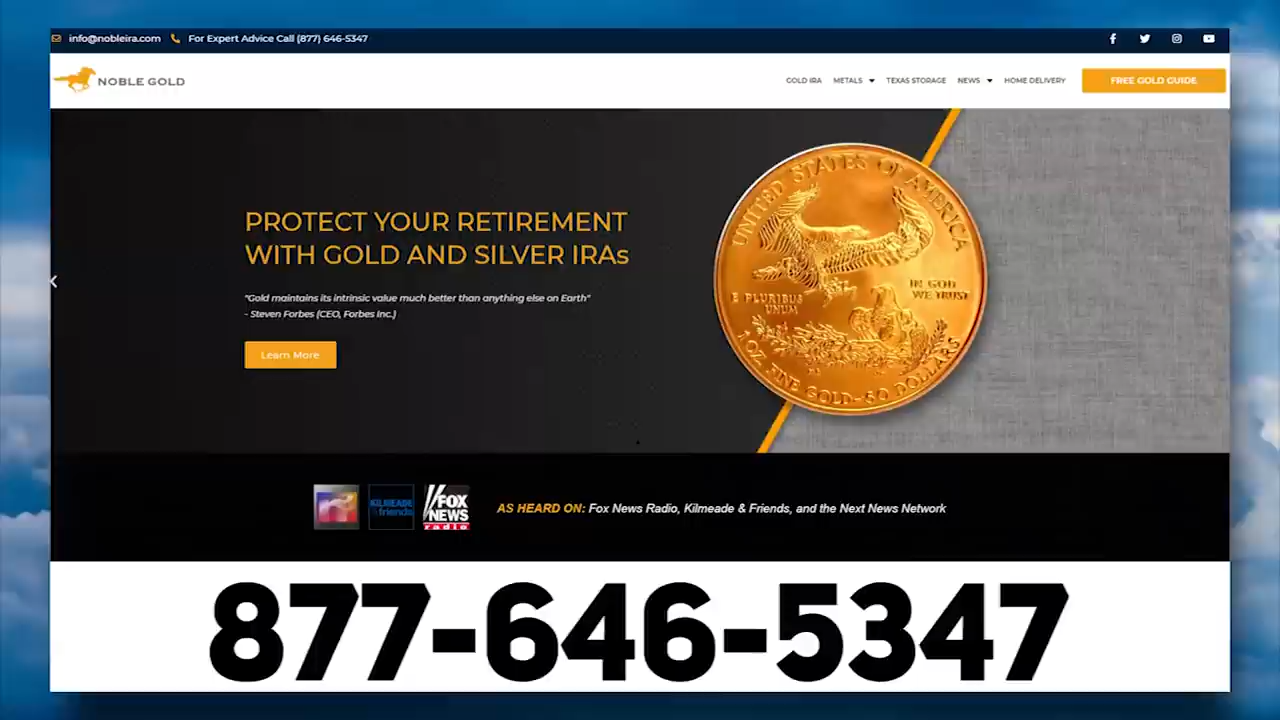 info@nobleira.com For Expert Advice Call (877) 646-5347
NOBLE GOLD
GOLD IRA METALS TEXAS STORAGE NEWS HOME DELIVERY FREE GOLD GUIDE
PROTECT YOUR RETIREMENT
WITH GOLD AND SILVER IRAs
"Gold maintains its intrinsic value much better than anything else on Earth"
- Steven Forbes (CEO, Forbes Inc.)
Learn More
UNITED STATES OF AMERICA
IN GOD
WE TRUST
E PLURIBUS
UNUM
1 OZ. FINE GOLD-50 DOLLARS
KILMEADE
friends
FOX
NEWS
radio
AS HEARD ON: Fox News Radio, Kilmeade & Friends, and the Next News Network
877-646-5347